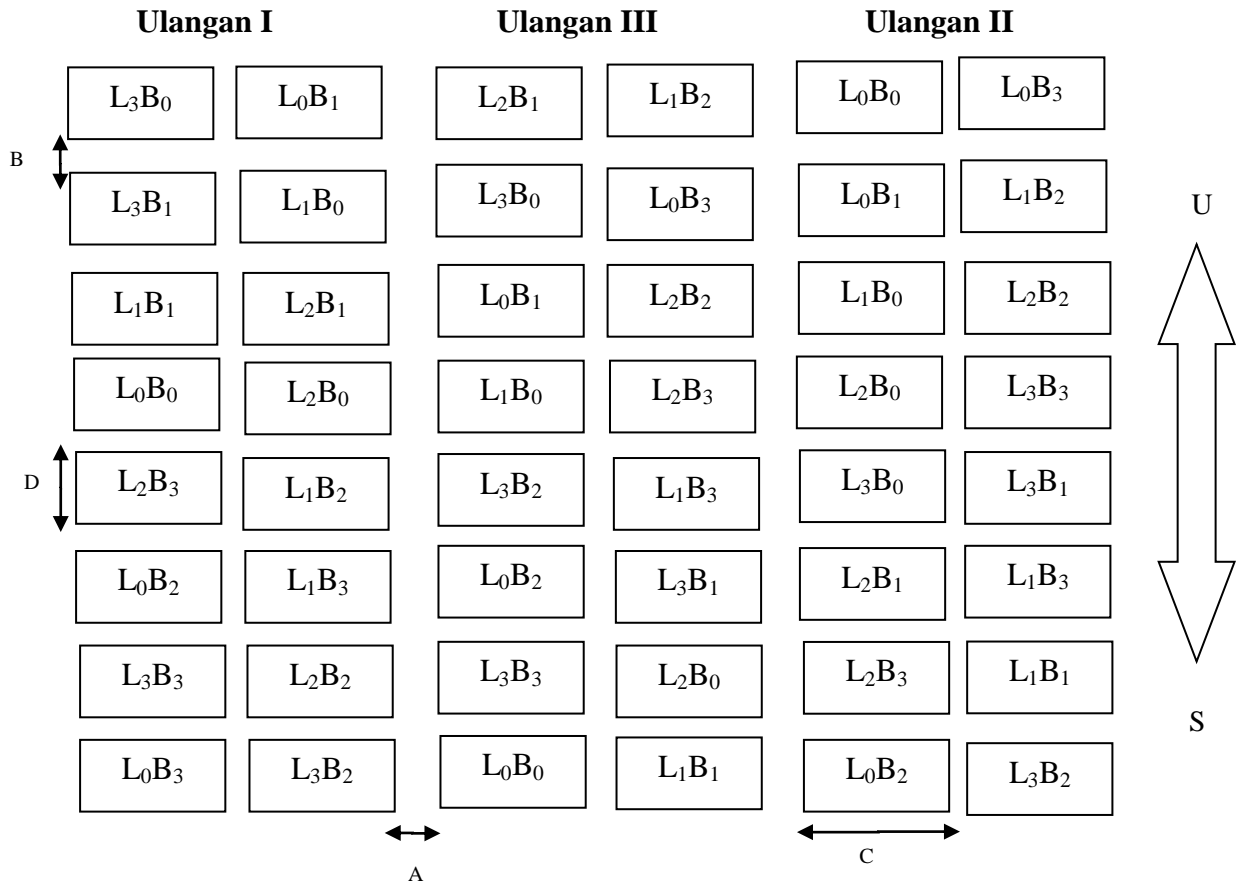 Ulangan I Ulangan III Ulangan II
L₃B₀ L₀B₁ L₂B₁ L₁B₂ L₀B₀ L₀B₃
B
L₃B₁ L₁B₀ L₃B₀ L₀B₃ L₀B₁ L₁B₂
U
L₁B₁ L₂B₁ L₀B₁ L₂B₂ L₁B₀ L₂B₂
L₀B₀ L₂B₀ L₁B₀ L₂B₃ L₂B₀ L₃B₃
D L₂B₃ L₁B₂ L₃B₂ L₁B₃ L₃B₀ L₃B₁
L₀B₂ L₁B₃ L₀B₂ L₃B₁ L₂B₁ L₁B₃
L₃B₃ L₂B₂ L₃B₃ L₂B₀ L₂B₃ L₁B₁
S
L₀B₃ L₃B₂ L₀B₀ L₁B₁ L₀B₂ L₃B₂
A C